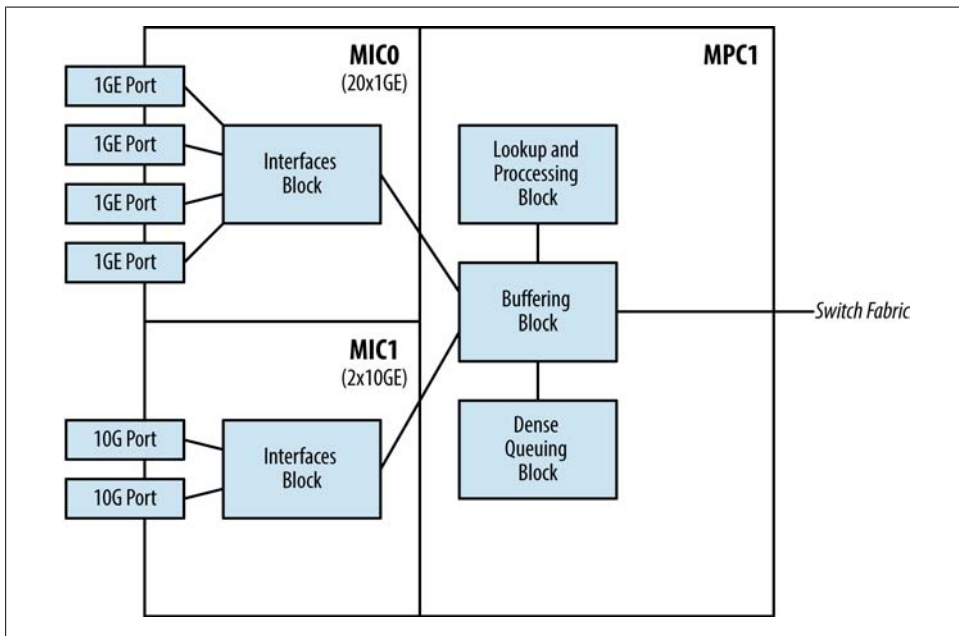 MIC0
(20x1GE)
MPC1
1GE Port
1GE Port
1GE Port
1GE Port
Interfaces
Block
Lookup and
Proccessing
Block
Buffering
Block
Switch Fabric
MIC1
(2x10GE)
10G Port
10G Port
Interfaces
Block
Dense
Queuing
Block